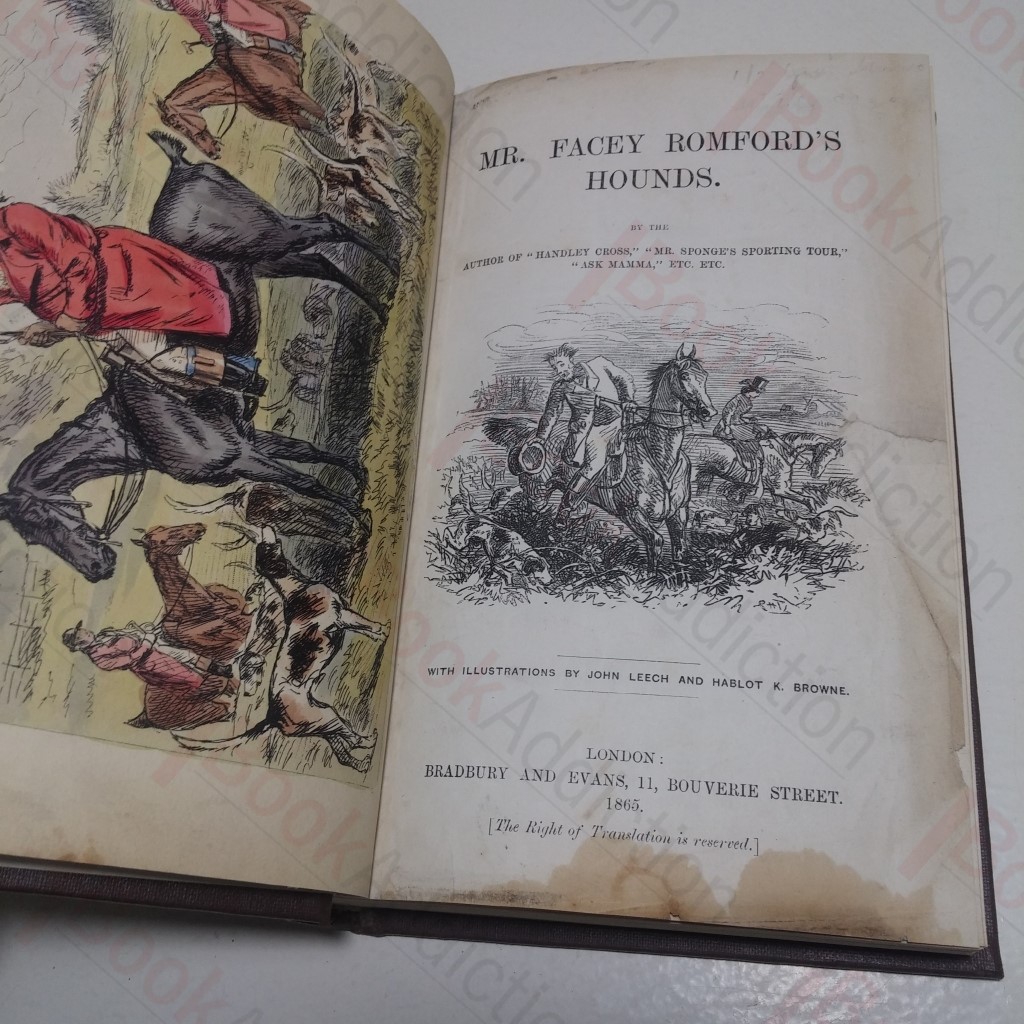 MR. FACEY ROMFORD'S
HOUNDS.
BY THE
AUTHOR OF "HANDLEY CROSS," "MR. SPONGE'S SPORTING TOUR,"
"ASK MAMMA," ETC. ETC.
WITH ILLUSTRATIONS BY JOHN LEECH AND HABLOT K. BROWNE.
LONDON:
BRADBURY AND EVANS, 11, BOUVERIE STREET.
1865.
[The Right of Translation is reserved.]
BookAddiction